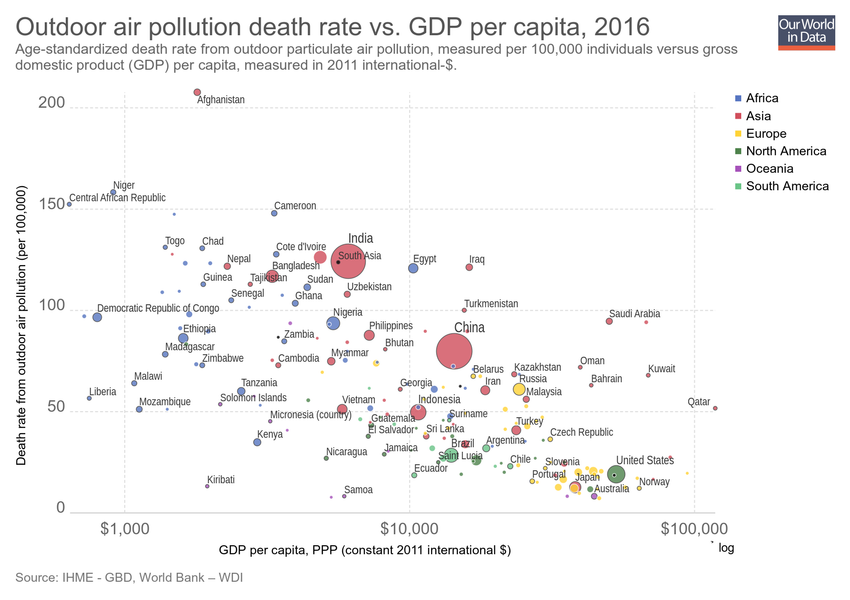 Outdoor air pollution death rate vs. GDP per capita, 2016
Age-standardized death rate from outdoor particulate air pollution, measured per 100,000 individuals versus gross
domestic product (GDP) per capita, measured in 2011 international-$.
Our World
in Data
Death rate from outdoor air pollution (per 100,000)
200
150
100
50
0
Afghanistan
Niger
Central African Republic
Cameroon
Togo
Chad
Cote d'Ivoire
India
South Asia
Nepal
Bangladesh
Egypt
Iraq
Guinea
Tajikistan
Sudan
Uzbekistan
Senegal
Ghana
Turkmenistan
Democratic Republic of Congo
Nigeria
Saudi Arabia
Ethiopia
Zambia
Philippines
China
Bhutan
Madagascar
Zimbabwe
Cambodia
Myanmar
Oman
Kuwait
Malawi
Tanzania
Georgia
Belarus
Iran
Kazakhstan
Russia
Malaysia
Bahrain
Liberia
Mozambique
Solomon Islands
Vietnam
Indonesia
Qatar
Micronesia (country)
Guatemala
El Salvador
Suriname
Sri Lanka
Turkey
Kenya
Nicaragua
Jamaica
Brazil
Argentina
Czech Republic
Saint Lucia
Ecuador
Chile
Slovenia
United States
Portugal
Japan
Australia
Norway
Kiribati
Samoa
$1,000
$10,000
$100,000
GDP per capita, PPP (constant 2011 international $)
log
Africa
Asia
Europe
North America
Oceania
South America
Source: IHME - GBD, World Bank – WDI